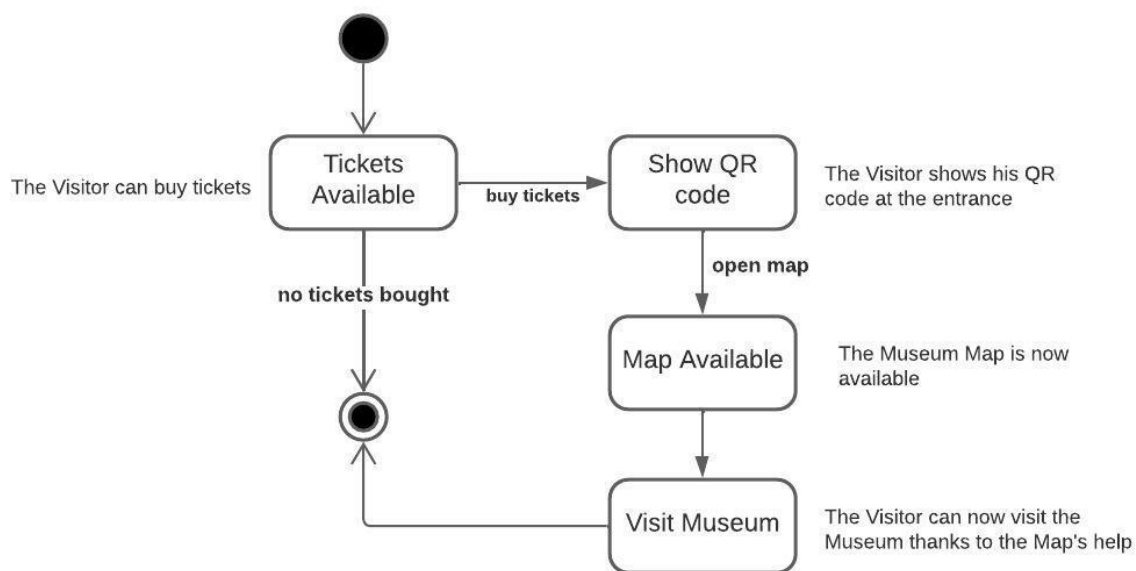 The Visitor can buy tickets
Tickets
Available
buy tickets
Show QR
code
The Visitor shows his QR
code at the entrance
no tickets bought
open map
Map Available
The Museum Map is now
available
Visit Museum
The Visitor can now visit the
Museum thanks to the Map's help